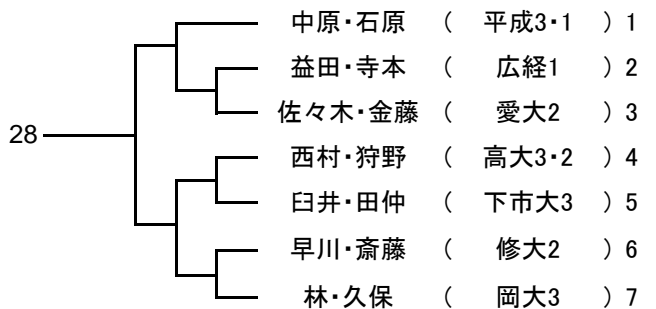 中原・石原 ( 平成3・1 ) 1
益田・寺本 ( 広経1 ) 2
佐々木・金藤 ( 愛大2 ) 3
28
西村・狩野 ( 高大3・2 ) 4
臼井・田仲 ( 下市大3 ) 5
早川・斎藤 ( 修大2 ) 6
林・久保 ( 岡大3 ) 7